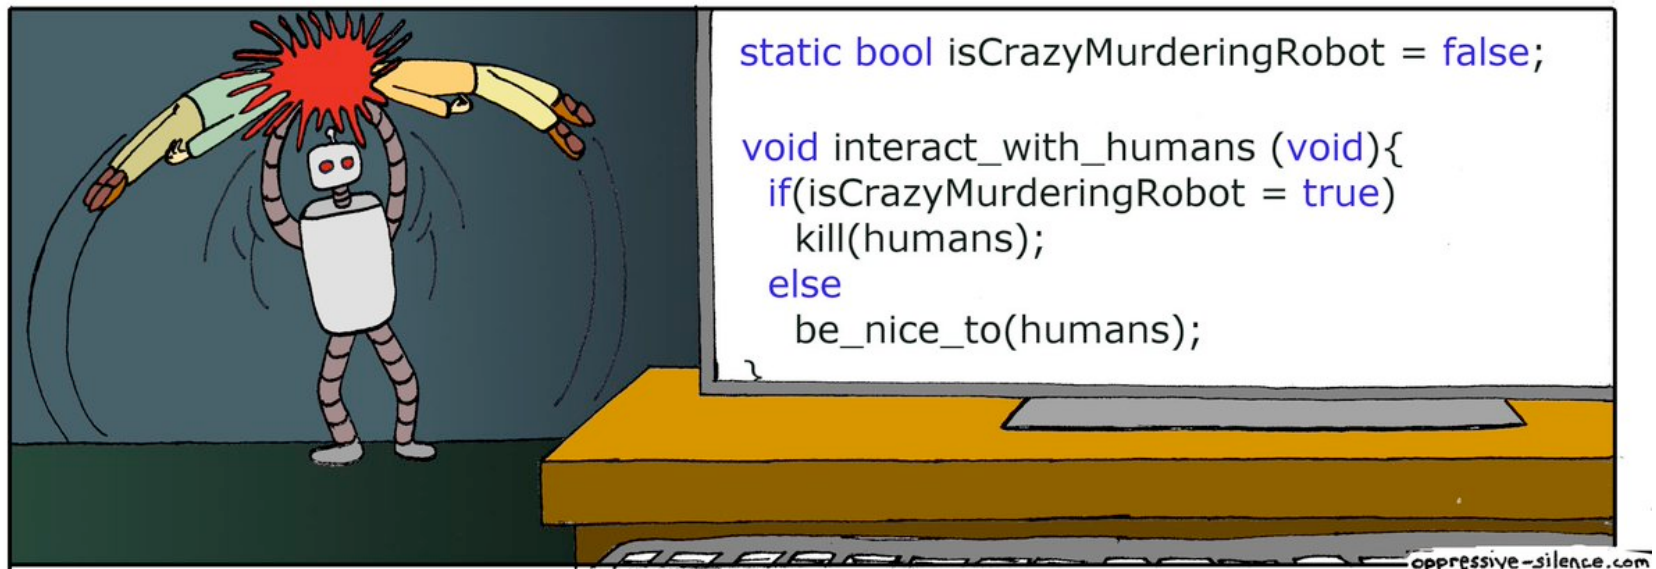 static bool isCrazyMurderingRobot = false;
void interact_with_humans (void){
if(isCrazyMurderingRobot = true)
kill(humans);
else
be_nice_to(humans);
}
oppressive-silence.com